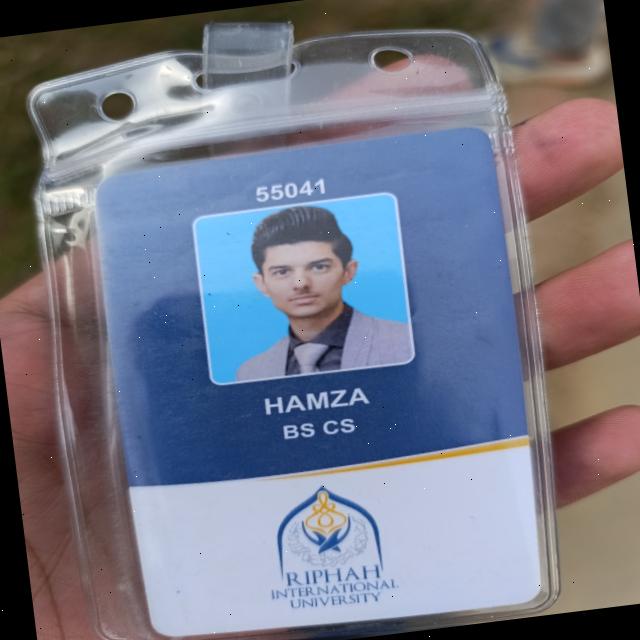 55041
HAMZA
BS CS
RIPHAH
INTERNATIONAL
UNIVERSITY